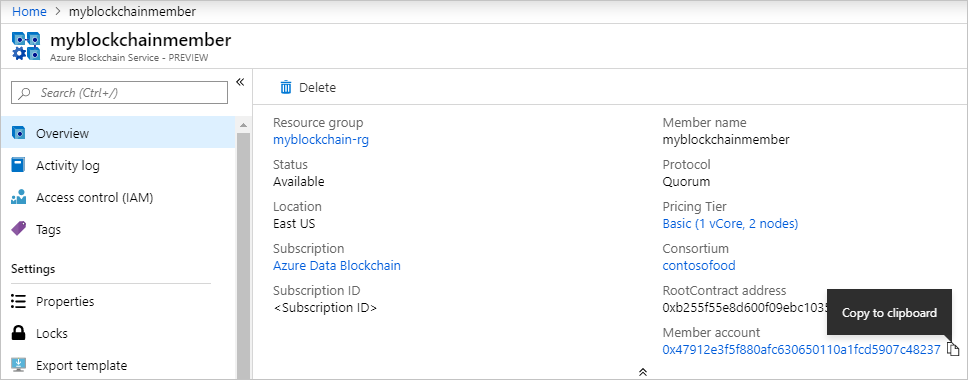 Home > myblockchainmember
myblockchainmember
Azure Blockchain Service - PREVIEW
Search (Ctrl+/)
«
Overview
Activity log
Access control (IAM)
Tags
Settings
Properties
Locks
Export template
Delete
Resource group
myblockchain-rg
Status
Available
Location
East US
Subscription
Azure Data Blockchain
Subscription ID
<Subscription ID>
Member name
myblockchainmember
Protocol
Quorum
Pricing Tier
Basic (1 vCore, 2 nodes)
Consortium
contosofood
RootContract address
0xb255f55e8d600f09ebc1035
Copy to clipboard
Member account
0x47912e3f5f880afc630650110a1fcd5907c48237